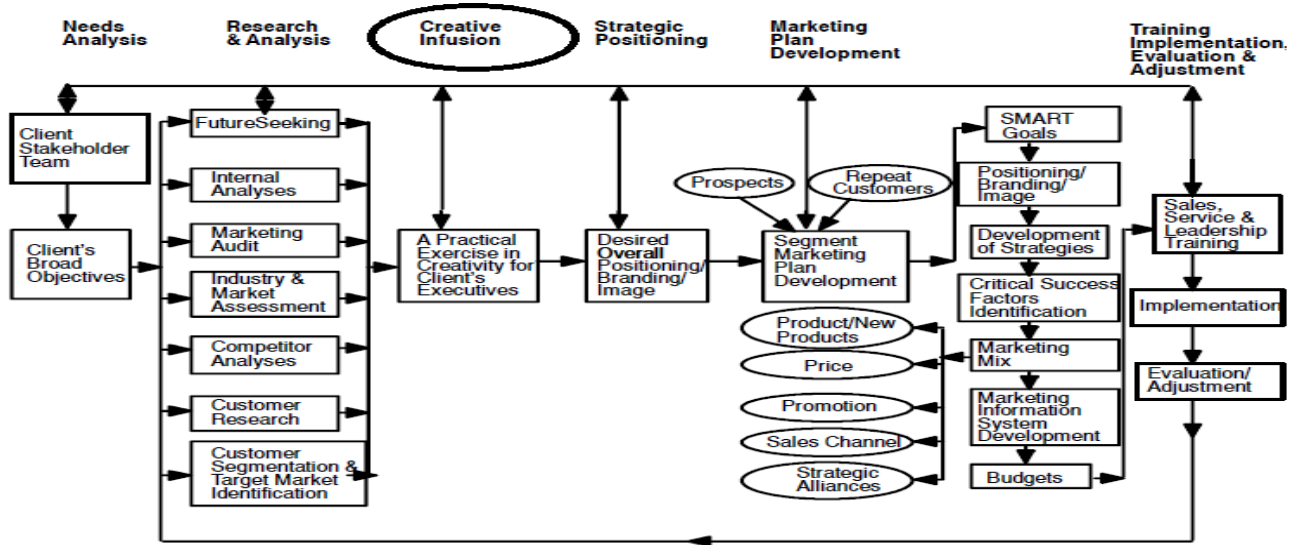 Needs
Analysis
Research
& Analysis
Creative
Infusion
Strategic
Positioning
Marketing
Plan
Development
Training
Implementation,
Evaluation &
Adjustment
Client
Stakeholder
Team
Client's
Broad
Objectives
FutureSeeking
Internal
Analyses
Marketing
Audit
Industry &
Market
Assessment
Competitor
Analyses
Customer
Research
Customer
Segmentation &
Target Market
Identification
A Practical
Exercise in
Creativity for
Client's
Executives
Desired
Overall
Positioning/
Branding/
Image
Prospects
Repeat
Customers
Segment
Marketing
Plan
Development
Product/New
Products
Price
Promotion
Sales Channel
Strategic
Alliances
SMART
Goals
Positioning/
Branding/
Image
Development
of Strategies
Critical Success
Factors
Identification
Marketing
Mix
Marketing
Information
System
Development
Budgets
Sales,
Service &
Leadership
Training
Implementation
Evaluation/
Adjustment